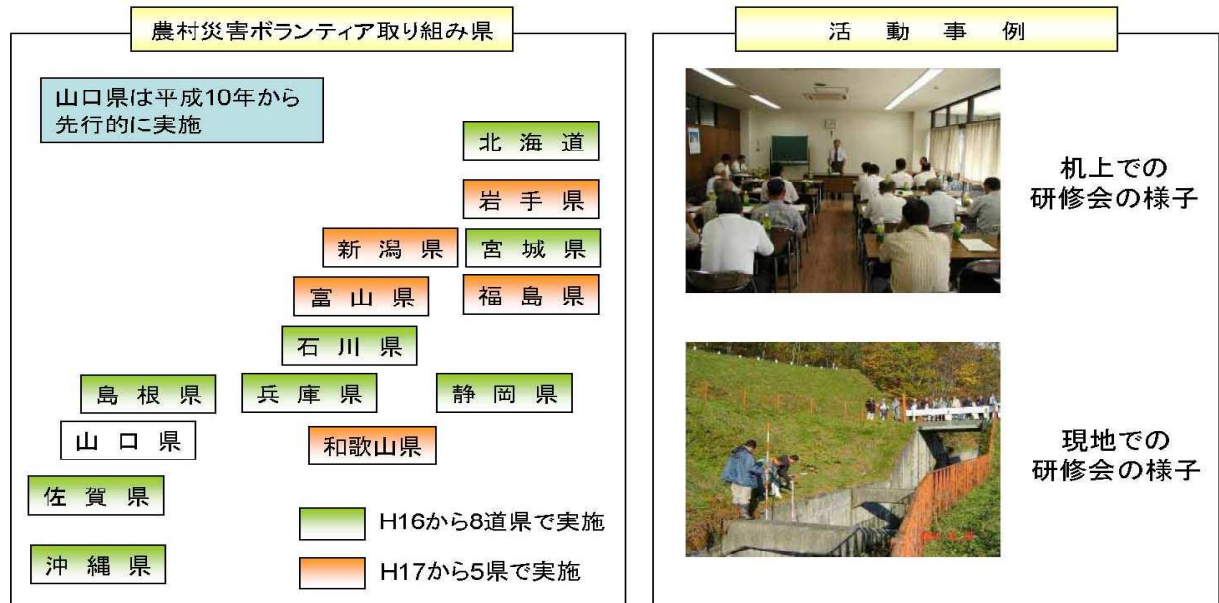 農村災害ボランティア取り組み県
山口県は平成10年から
先行的に実施
北海道
岩手県
新潟県
宮城県
富山県
福島県
石川県
島根県
兵庫県
静岡県
山口県
和歌山県
佐賀県
沖縄県
H16から8道県で実施
H17から5県で実施
活動事例
机上での
研修会の様子
現地での
研修会の様子